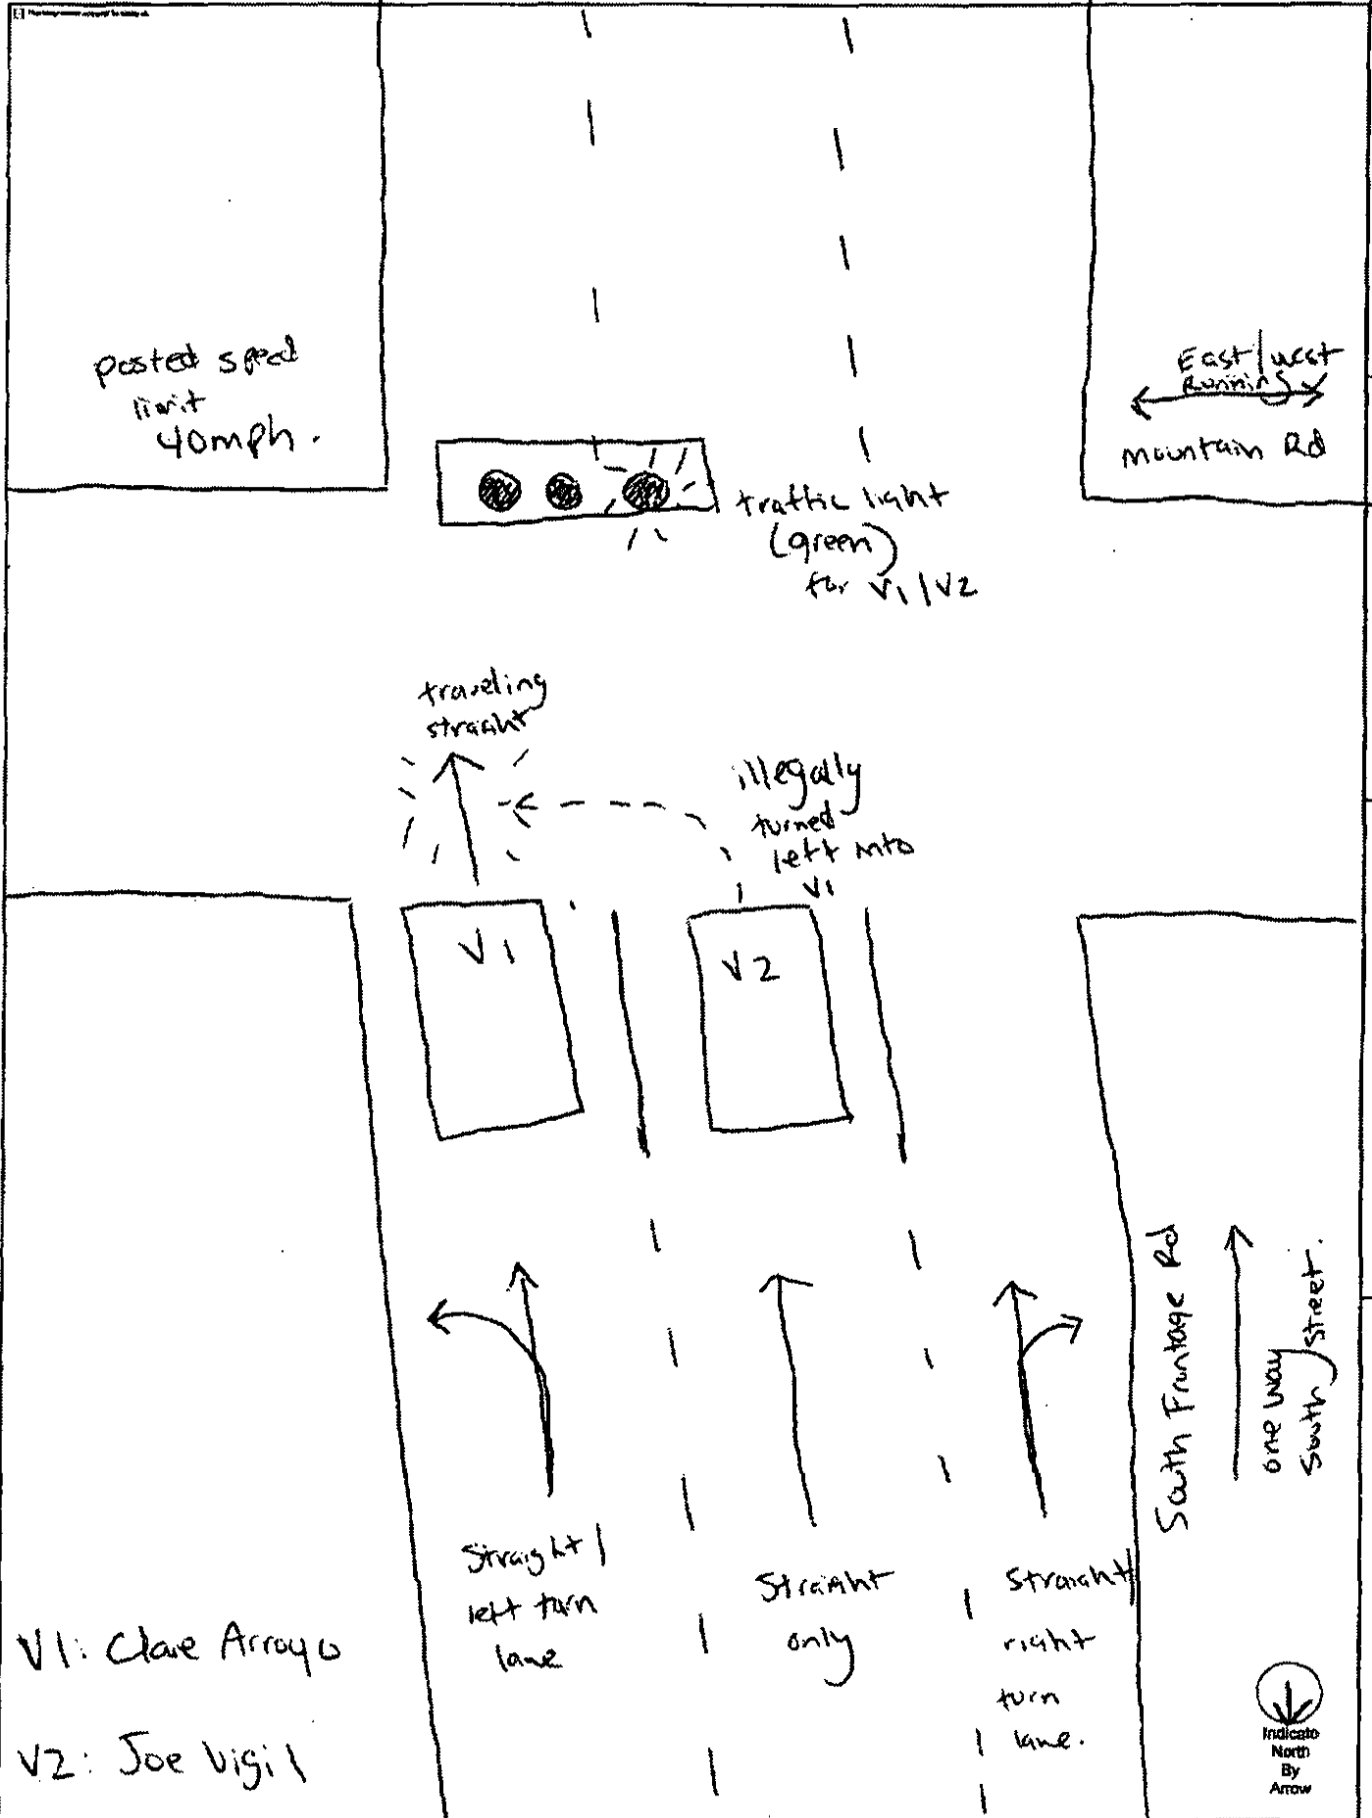 posted speed
limit
40mph.
East/west
Running
mountain Rd
traffic light
(green)
for V1/V2
traveling
straight
illegally
turned
left into
V1
V1
V2
South Frontage Rd
one way
South street.
Straight/
left turn
lane
Straight
only
Straight/
right
turn
lane.
V1: Clare Arroyo
V2: Joe Vigil
Indicate
North
By
Arrow